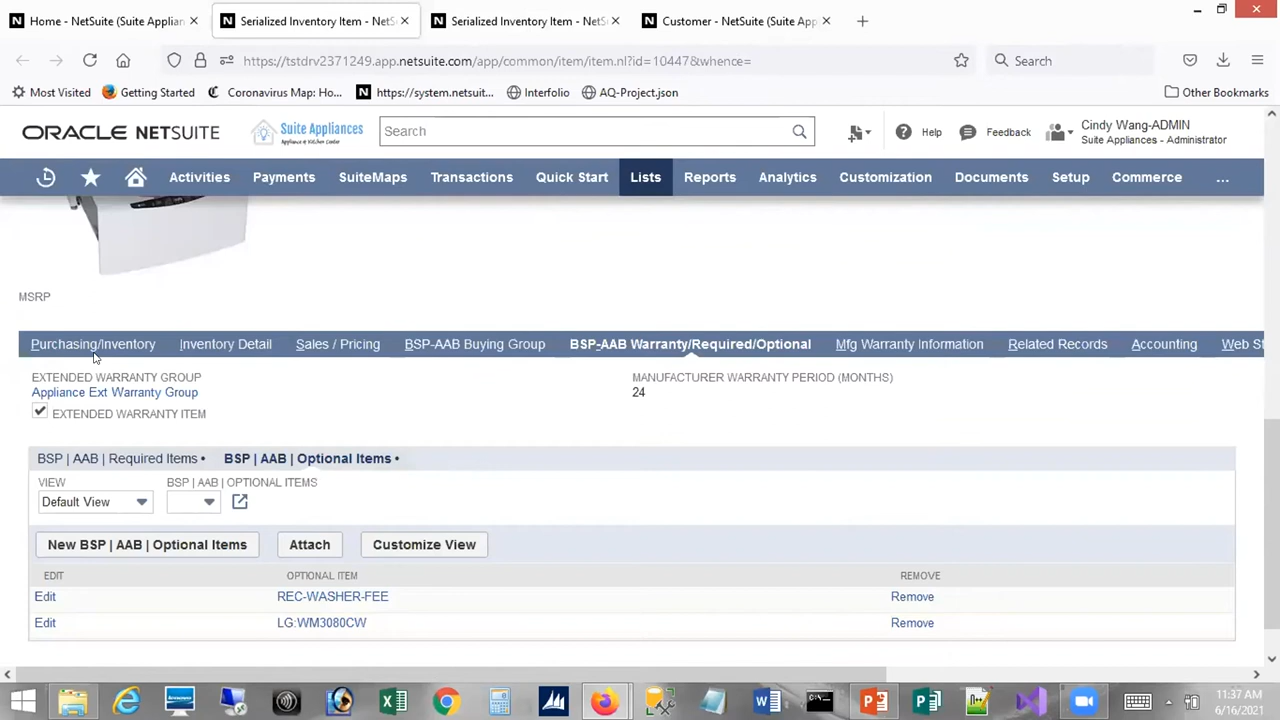 Home - NetSuite (Suite Applian
Serialized Inventory Item - NetS
Serialized Inventory Item - NetS
Customer - NetSuite (Suite App
https://tstdrv2371249.app.netsuite.com/app/common/item/item.nl?id=10447&whence=
Search
Most Visited
Getting Started
Coronavirus Map: Ho...
https://system.netsuit...
Interfolio
AQ-Project.json
Other Bookmarks
ORACLE NETSUITE
Suite Appliances
Appliance & Kitchen Center
Search
Help
Feedback
Cindy Wang-ADMIN
Suite Appliances - Administrator
Activities
Payments
SuiteMaps
Transactions
Quick Start
Lists
Reports
Analytics
Customization
Documents
Setup
Commerce
...
MSRP
Purchasing/Inventory
Inventory Detail
Sales / Pricing
BSP-AAB Buying Group
BSP-AAB Warranty/Required/Optional
Mfg Warranty Information
Related Records
Accounting
Web St
EXTENDED WARRANTY GROUP
Appliance Ext Warranty Group
EXTENDED WARRANTY ITEM
MANUFACTURER WARRANTY PERIOD (MONTHS)
24
BSP | AAB | Required Items •
BSP | AAB | Optional Items •
VIEW
Default View
BSP | AAB | OPTIONAL ITEMS
New BSP | AAB | Optional Items
Attach
Customize View
EDIT
OPTIONAL ITEM
REMOVE
Edit
REC-WASHER-FEE
Remove
Edit
LG:WM3080CW
Remove
11:37 AM
6/16/2021